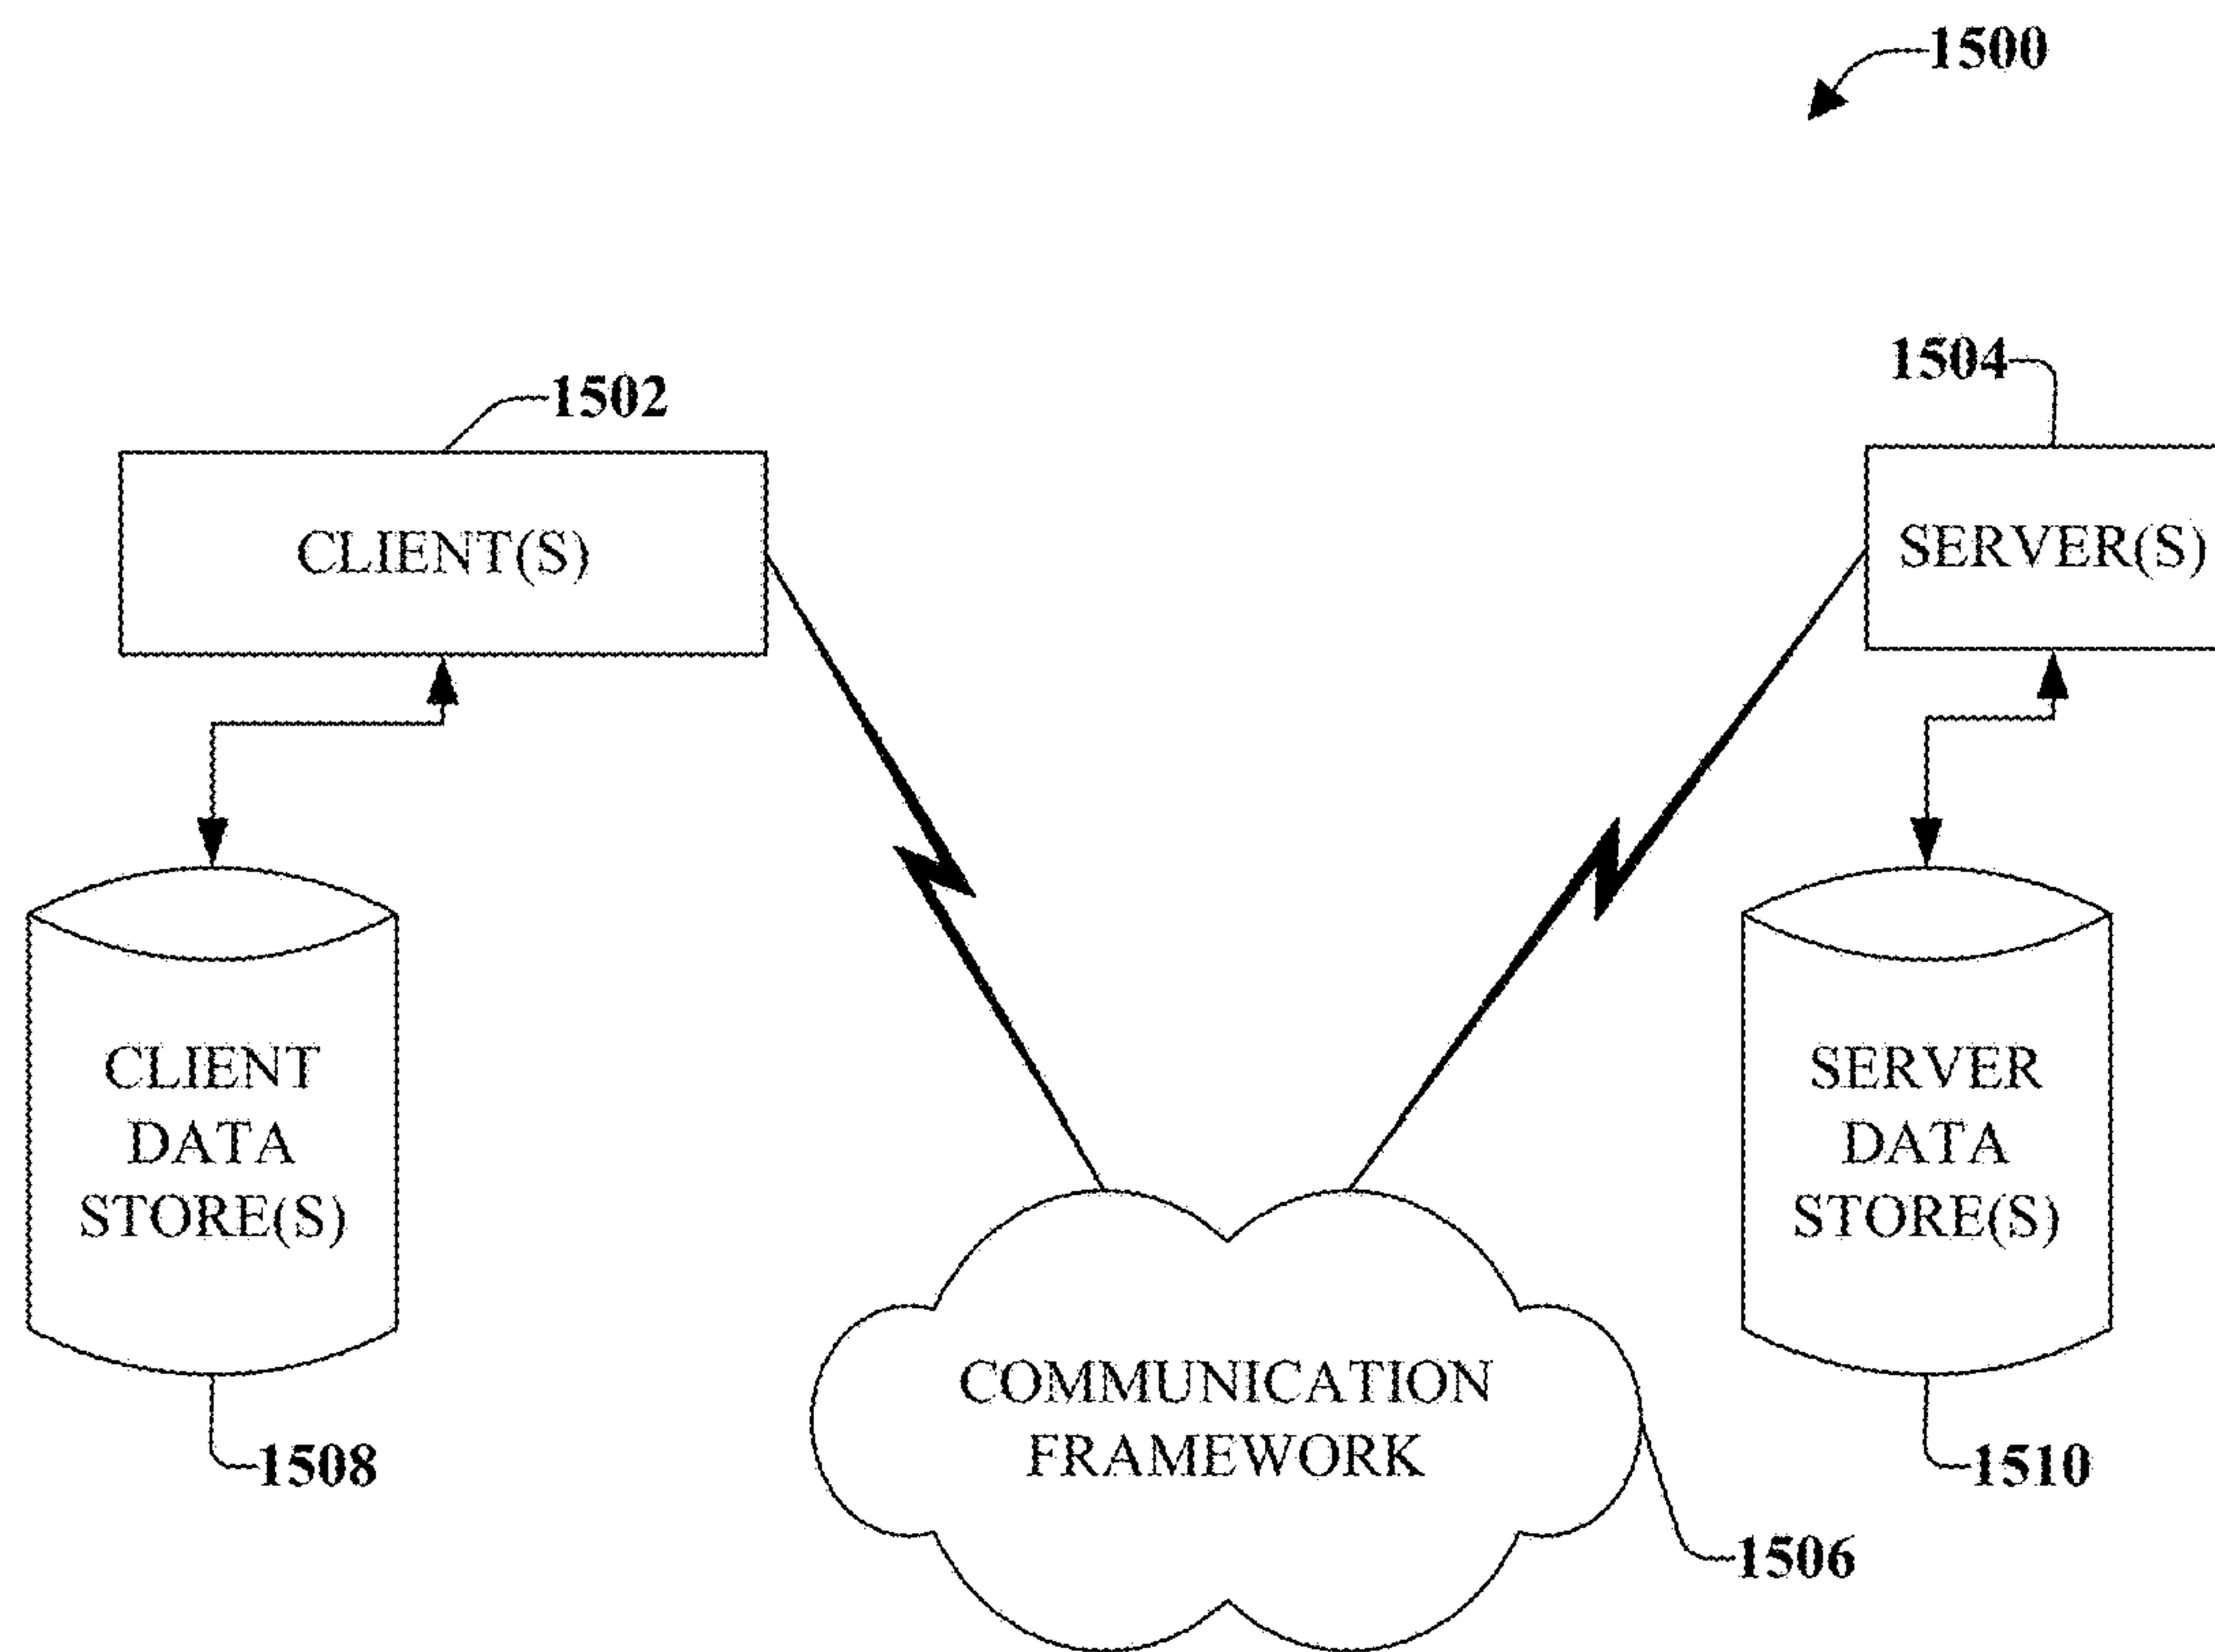 1500
1502
1504
CLIENT(S)
SERVER(S)
CLIENT
DATA
STORE(S)
SERVER
DATA
STORE(S)
COMMUNICATION
FRAMEWORK
1508
1510
1506